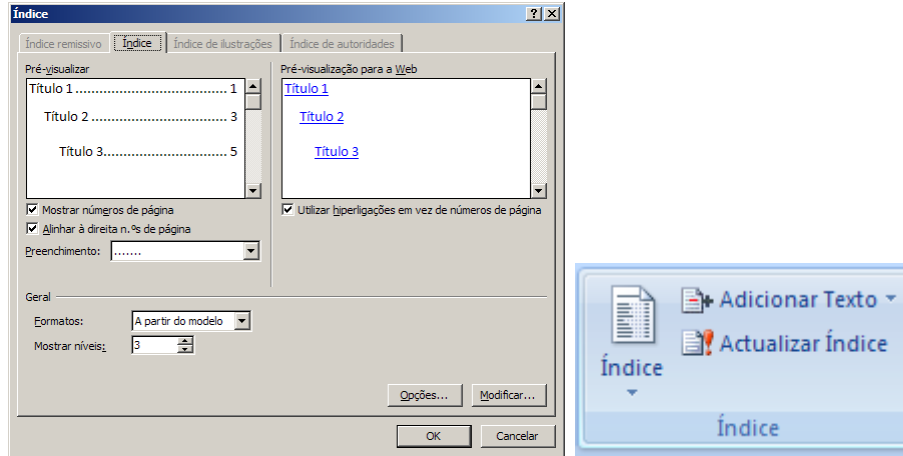 Índice
Índice remissivo Índice Índice de ilustrações Índice de autoridades
Pré-visualizar
Título 1 .................................... 1
Título 2 ................................. 3
Título 3............................... 5
Mostrar números de página
Alinhar à direita n.ºs de página
Preenchimento: .......
Pré-visualização para a Web
Título 1
Título 2
Título 3
Utilizar hiperligações em vez de números de página
Geral
Formatos: A partir do modelo
Mostrar níveis: 3
Opções... Modificar...
OK Cancelar
Índice
Adicionar Texto
Actualizar Índice
Índice